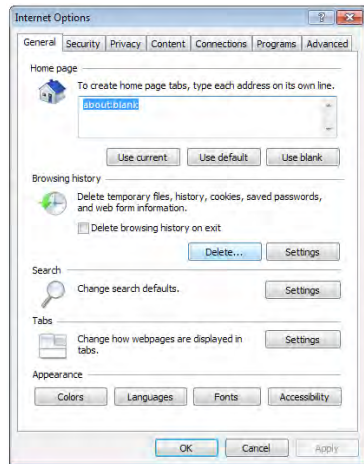 Internet Options
General Security Privacy Content Connections Programs Advanced
Home page
To create home page tabs, type each address on its own line.
about:blank
Use current Use default Use blank
Browsing history
Delete temporary files, history, cookies, saved passwords,
and web form information.
Delete browsing history on exit
Delete... Settings
Search
Change search defaults. Settings
Tabs
Change how webpages are displayed in
tabs.
Settings
Appearance
Colors Languages Fonts Accessibility
OK Cancel Apply